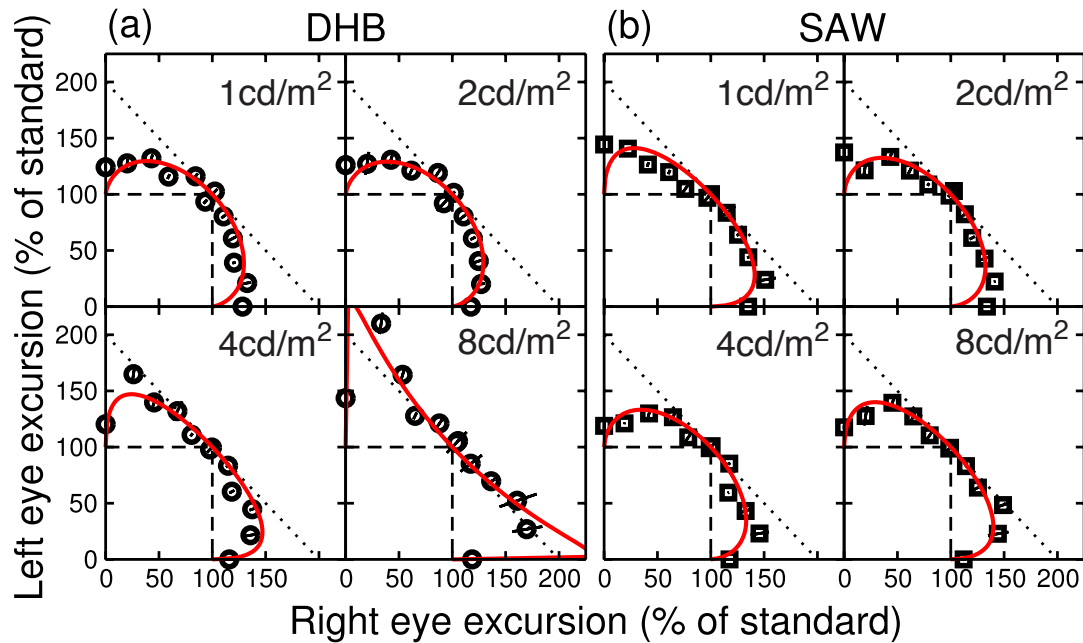 (a) DHB (b) SAW
Left eye excursion (% of standard)
200 1cd/m² 2cd/m² 1cd/m² 2cd/m²
150
100
50
0
200 4cd/m² 8cd/m² 4cd/m² 8cd/m²
150
100
50
0
0 50 100 150 0 50 100 150 200 0 50 100 150 0 50 100 150 200
Right eye excursion (% of standard)